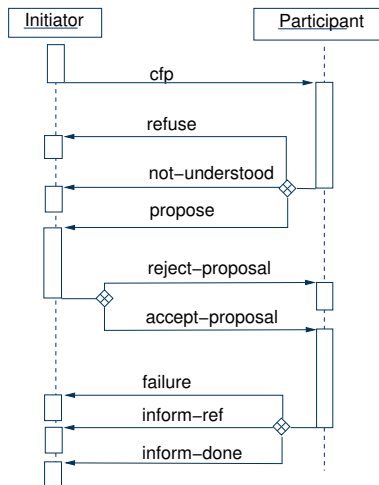 Initiator
Participant
cfp
refuse
not−understood
propose
reject−proposal
accept−proposal
failure
inform−ref
inform−done